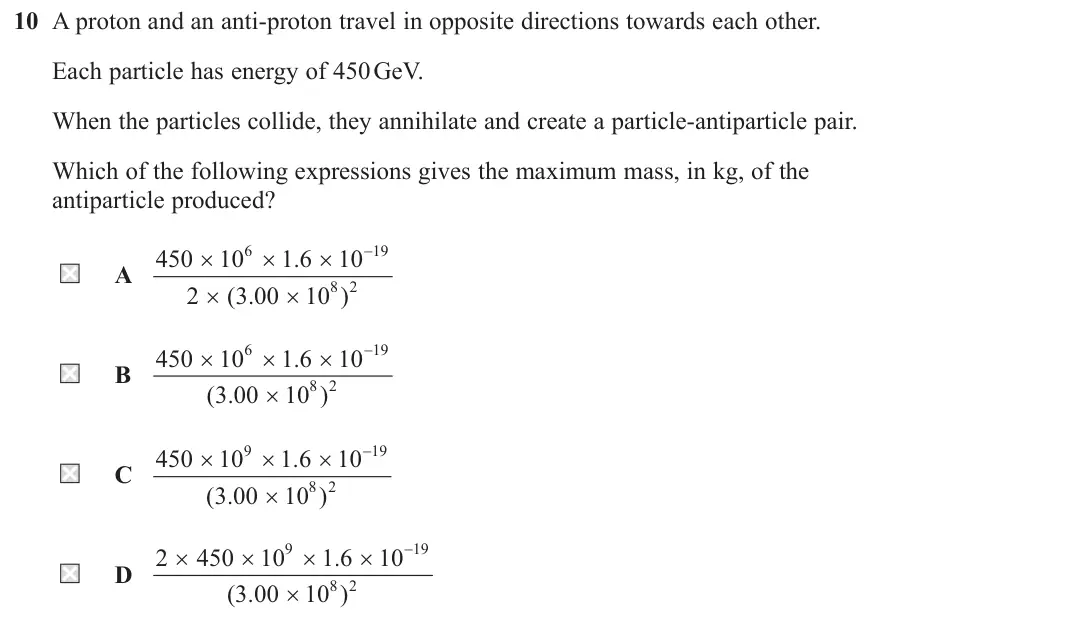 10 A proton and an anti-proton travel in opposite directions towards each other.
Each particle has energy of 450 GeV.
When the particles collide, they annihilate and create a particle-antiparticle pair.
Which of the following expressions gives the maximum mass, in kg, of the
antiparticle produced?
A
450 × 10⁶ × 1.6 × 10⁻¹⁹
2 × (3.00 × 10⁸)²
B
450 × 10⁶ × 1.6 × 10⁻¹⁹
(3.00 × 10⁸)²
C
450 × 10⁹ × 1.6 × 10⁻¹⁹
(3.00 × 10⁸)²
D
2 × 450 × 10⁹ × 1.6 × 10⁻¹⁹
(3.00 × 10⁸)²